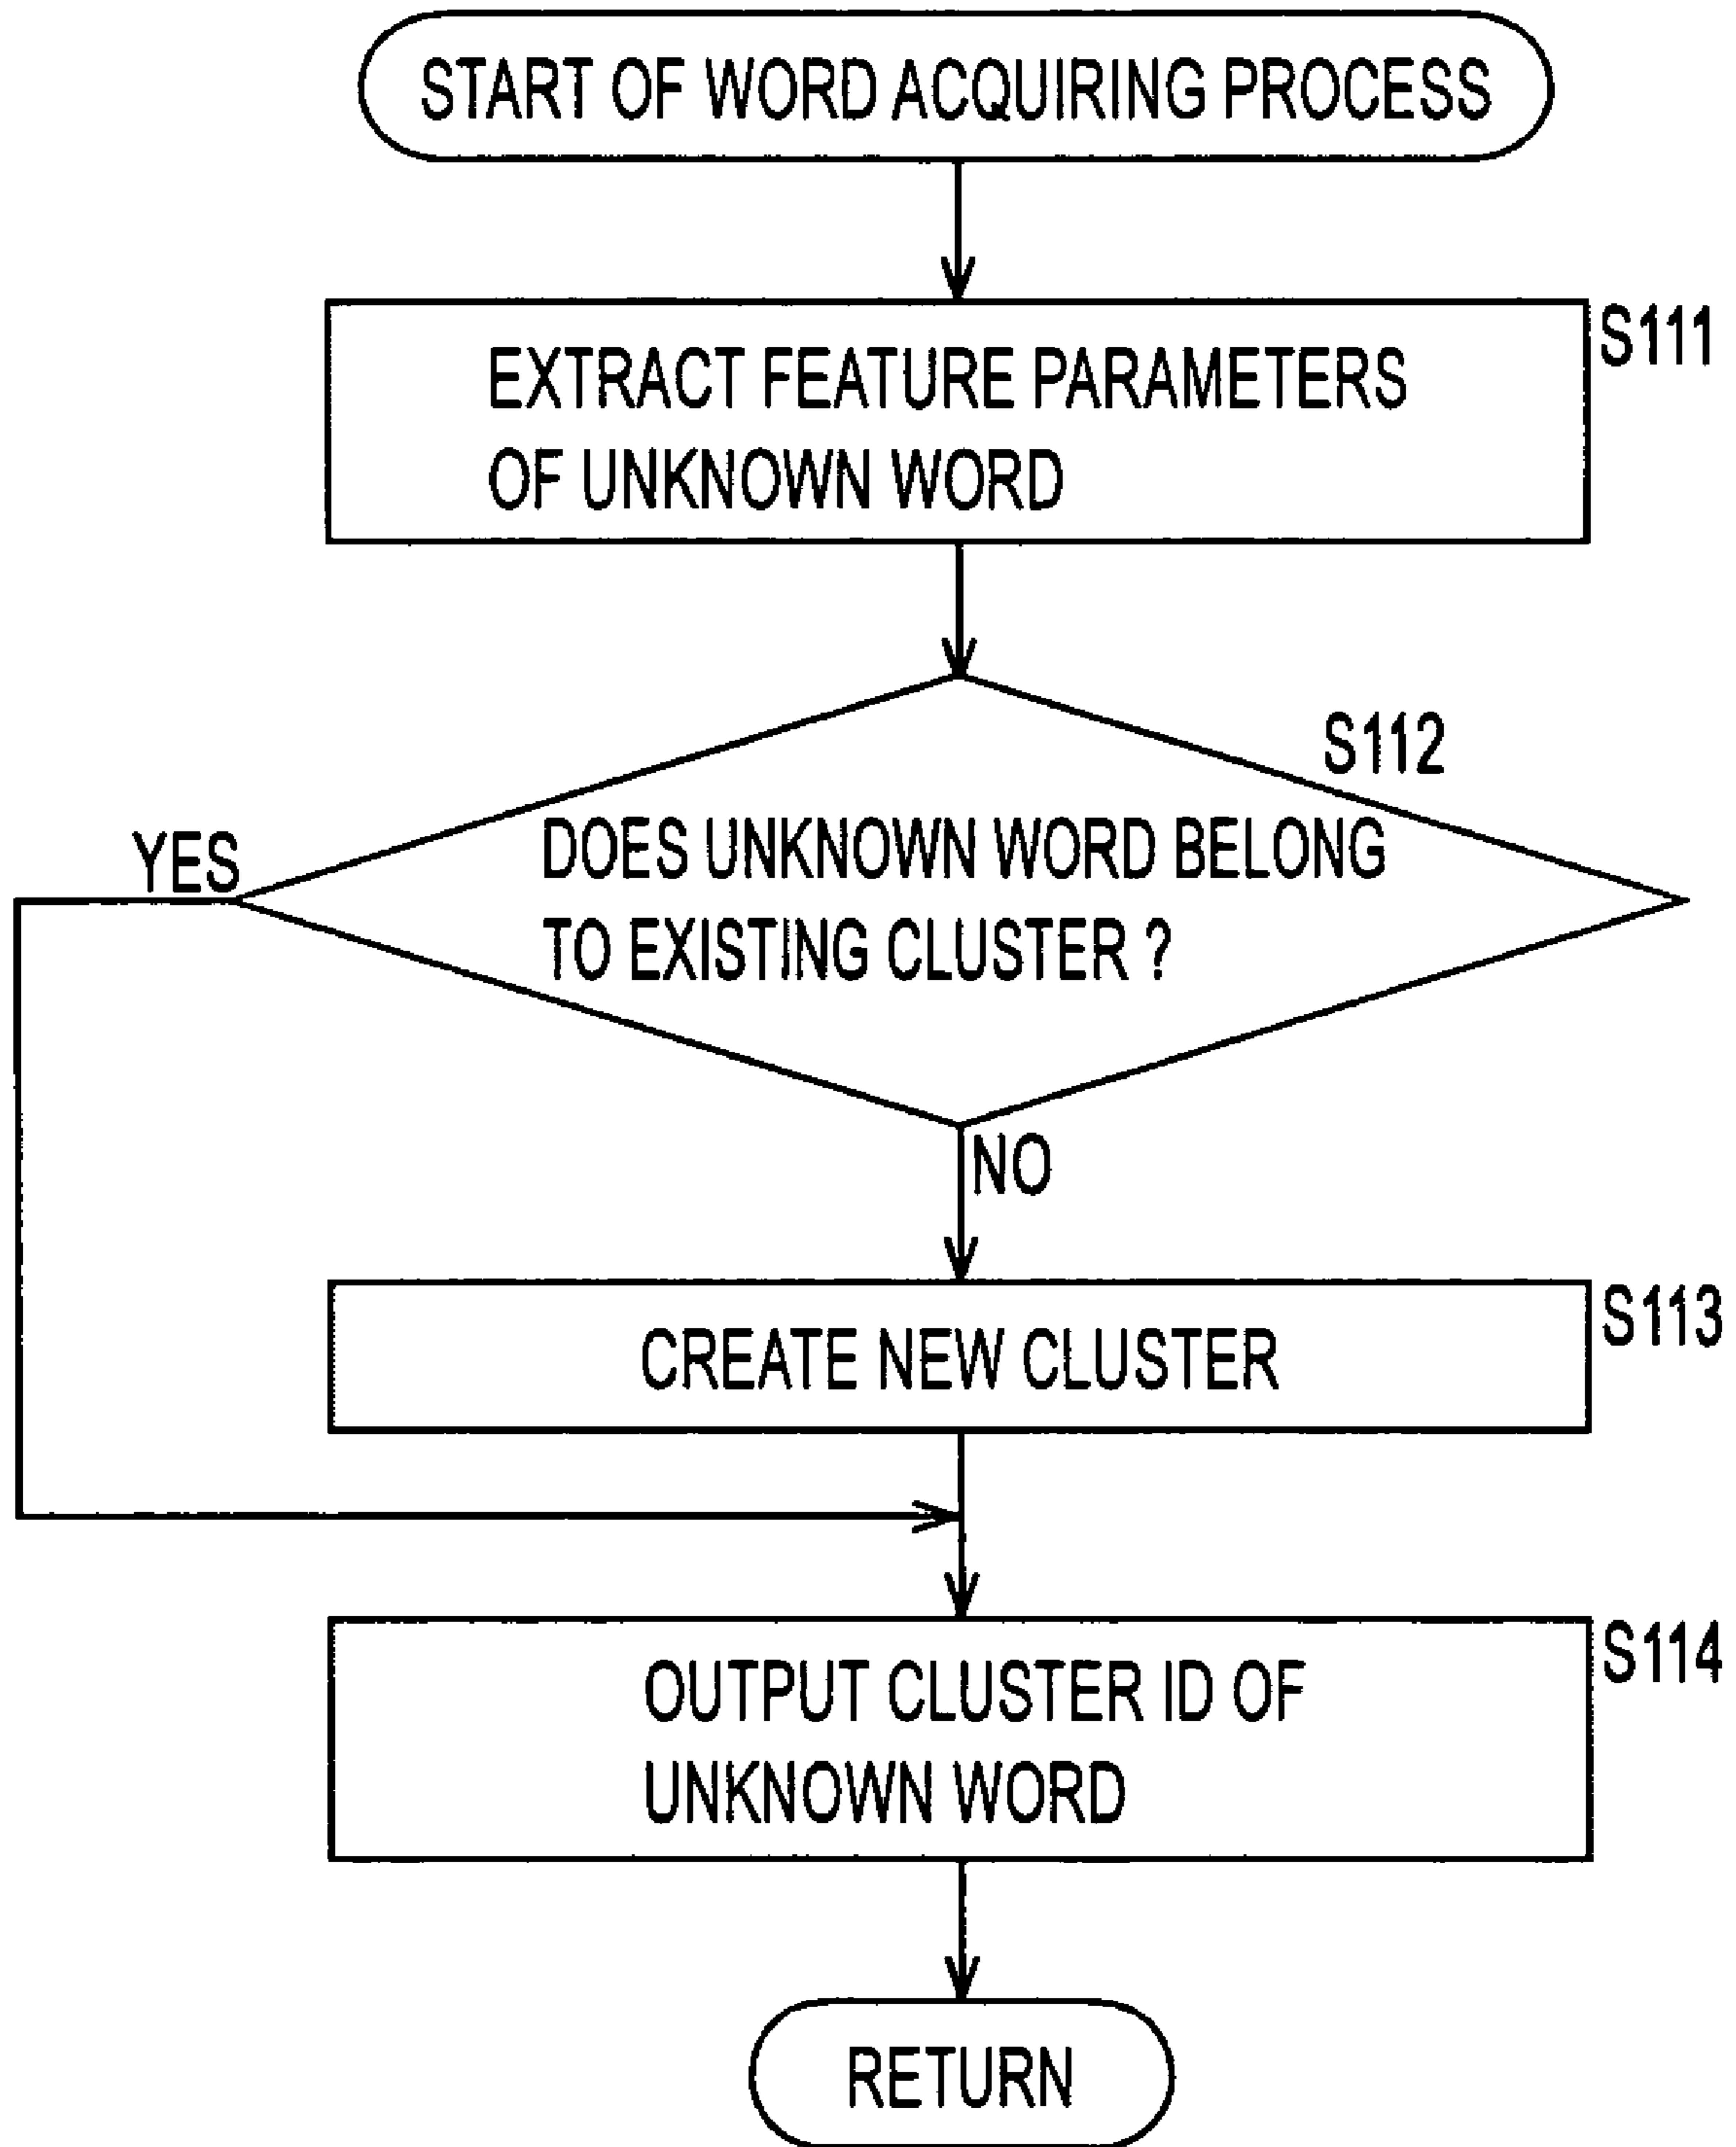 START OF WORD ACQUIRING PROCESS
S111
EXTRACT FEATURE PARAMETERS
OF UNKNOWN WORD
S112
DOES UNKNOWN WORD BELONG
TO EXISTING CLUSTER ?
YES
NO
S113
CREATE NEW CLUSTER
S114
OUTPUT CLUSTER ID OF
UNKNOWN WORD
RETURN